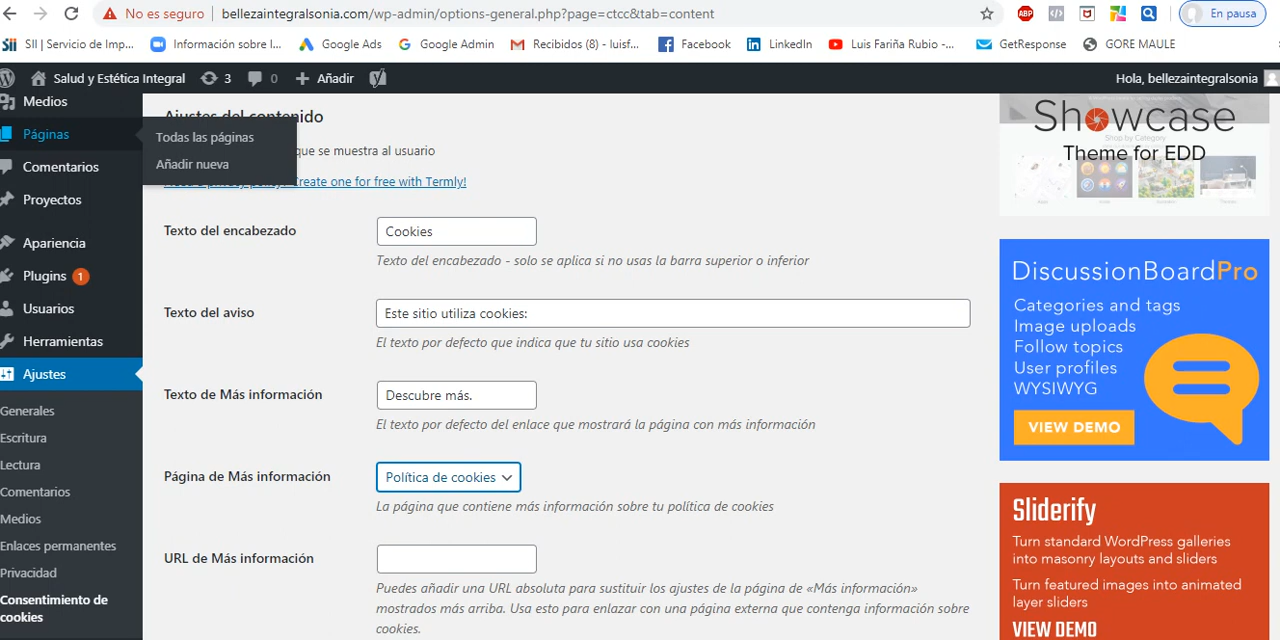 No es seguro
bellezaintegralsonia.com/wp-admin/options-general.php?page=ctcc&tab=content
ABP
En pausa
Sii
SII | Servicio de Imp...
Información sobre l...
Google Ads
Google Admin
Recibidos (8) - luisf...
Facebook
LinkedIn
Luis Fariña Rubio -...
GetResponse
GORE MAULE
Salud y Estética Integral
3
0
Añadir
Hola, bellezaintegralsonia
Medios
Páginas
Todas las páginas
Añadir nueva
Comentarios
Proyectos
Apariencia
Plugins 1
Usuarios
Herramientas
Ajustes
Generales
Escritura
Lectura
Comentarios
Medios
Enlaces permanentes
Privacidad
Consentimiento de
cookies
Ajustes del contenido
que se muestra al usuario
Create one for free with Termly!
Texto del encabezado
Cookies
Texto del encabezado - solo se aplica si no usas la barra superior o inferior
Texto del aviso
Este sitio utiliza cookies:
El texto por defecto que indica que tu sitio usa cookies
Texto de Más información
Descubre más.
El texto por defecto del enlace que mostrará la página con más información
Página de Más información
Política de cookies
La página que contiene más información sobre tu política de cookies
URL de Más información
Puedes añadir una URL absoluta para sustituir los ajustes de la página de «Más información»
mostrados más arriba. Usa esto para enlazar con una página externa que contenga información sobre
cookies.
Showcase
Shop by Category
Theme for EDD
DiscussionBoardPro
Categories and tags
Image uploads
Follow topics
User profiles
WYSIWYG
VIEW DEMO
Sliderify
Turn standard WordPress galleries
into masonry layouts and sliders
Turn featured images into animated
layer sliders
VIEW DEMO